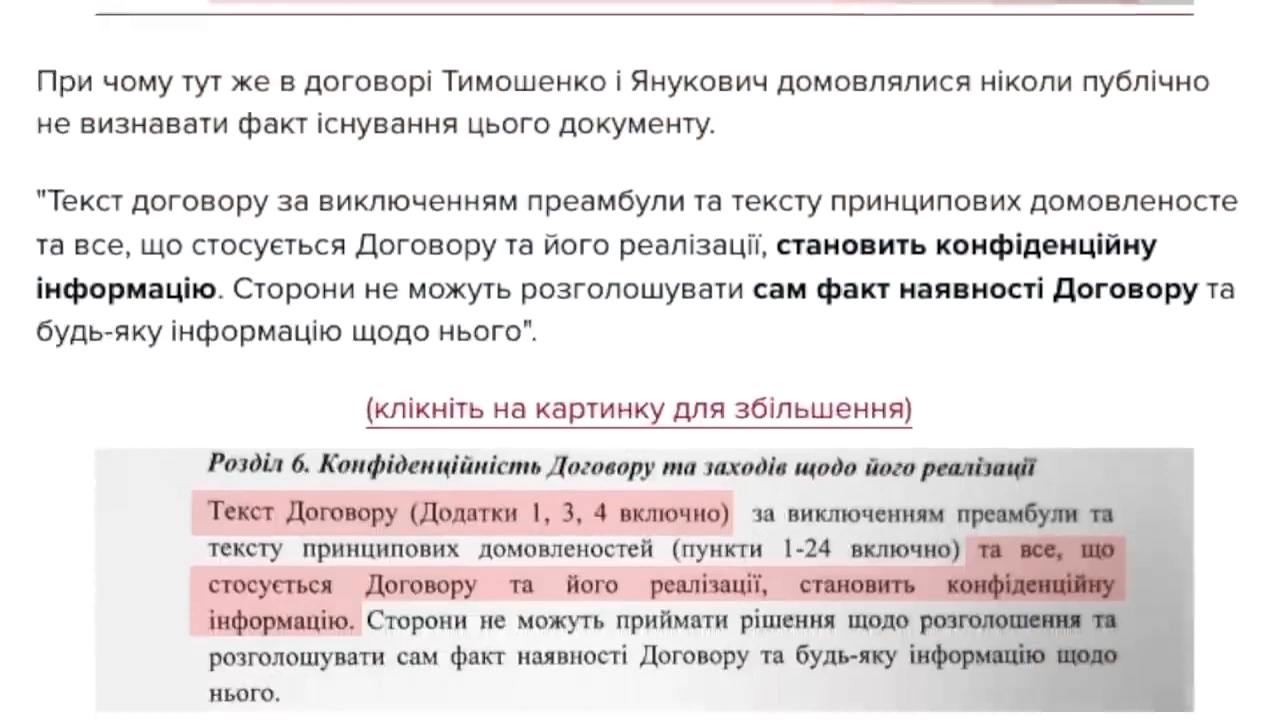 При чому тут же в договорі Тимошенко і Янукович домовлялися ніколи публічно
не визнавати факт існування цього документу.
"Текст договору за виключенням преамбули та тексту принципових домовленосте
та все, що стосується Договору та його реалізації, становить конфіденційну
інформацію. Сторони не можуть розголошувати сам факт наявності Договору та
будь-яку інформацію щодо нього".
(клікніть на картинку для збільшення)
Розділ 6. Конфіденційність Договору та заходів щодо його реалізації
Текст Договору (Додатки 1, 3, 4 включно) за виключенням преамбули та
тексту принципових домовленостей (пункти 1-24 включно) та все, що
стосується Договору та його реалізації, становить конфіденційну
інформацію. Сторони не можуть приймати рішення щодо розголошення та
розголошувати сам факт наявності Договору та будь-яку інформацію щодо
нього.